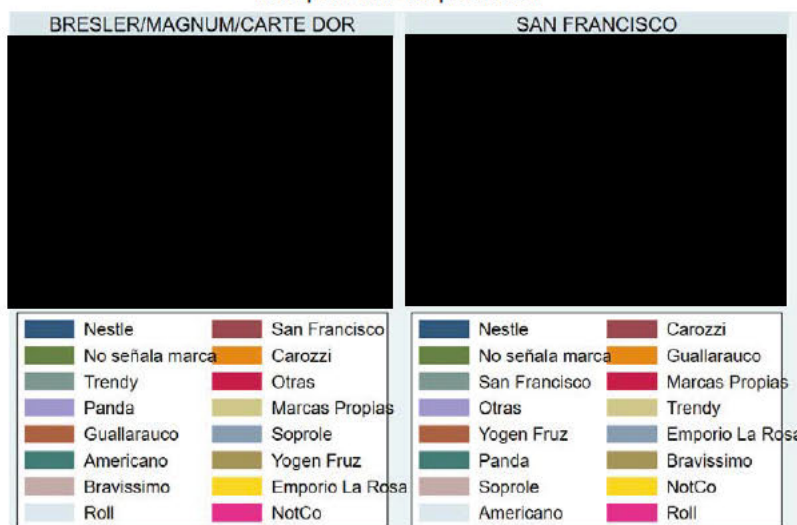 BRESLER/MAGNUM/CARTE DOR
Nestle San Francisco
No señala marca Carozzi
Trendy Otras
Panda Marcas Propias
Guallarauco Soprole
Americano Yogen Fruz
Bravissimo Emporio La Rosa
Roll NotCo
SAN FRANCISCO
Nestle Carozzi
No señala marca Guallarauco
San Francisco Marcas Propias
Otras Trendy
Yogen Fruz Emporio La Rosa
Panda Bravissimo
Soprole NotCo
Americano Roll